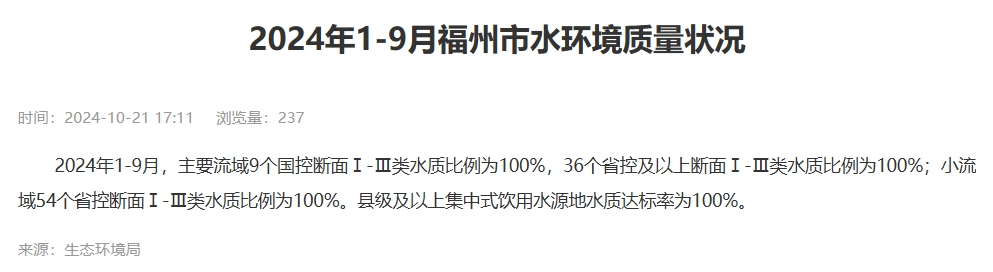 2024年1-9月福州市水环境质量状况
时间：2024-10-21 17:11 浏览量：237
2024年1-9月，主要流域9个国控断面Ⅰ-Ⅲ类水质比例为100%，36个省控及以上断面Ⅰ-Ⅲ类水质比例为100%；小流
域54个省控断面Ⅰ-Ⅲ类水质比例为100%。县级及以上集中式饮用水源地水质达标率为100%。
来源：生态环境局